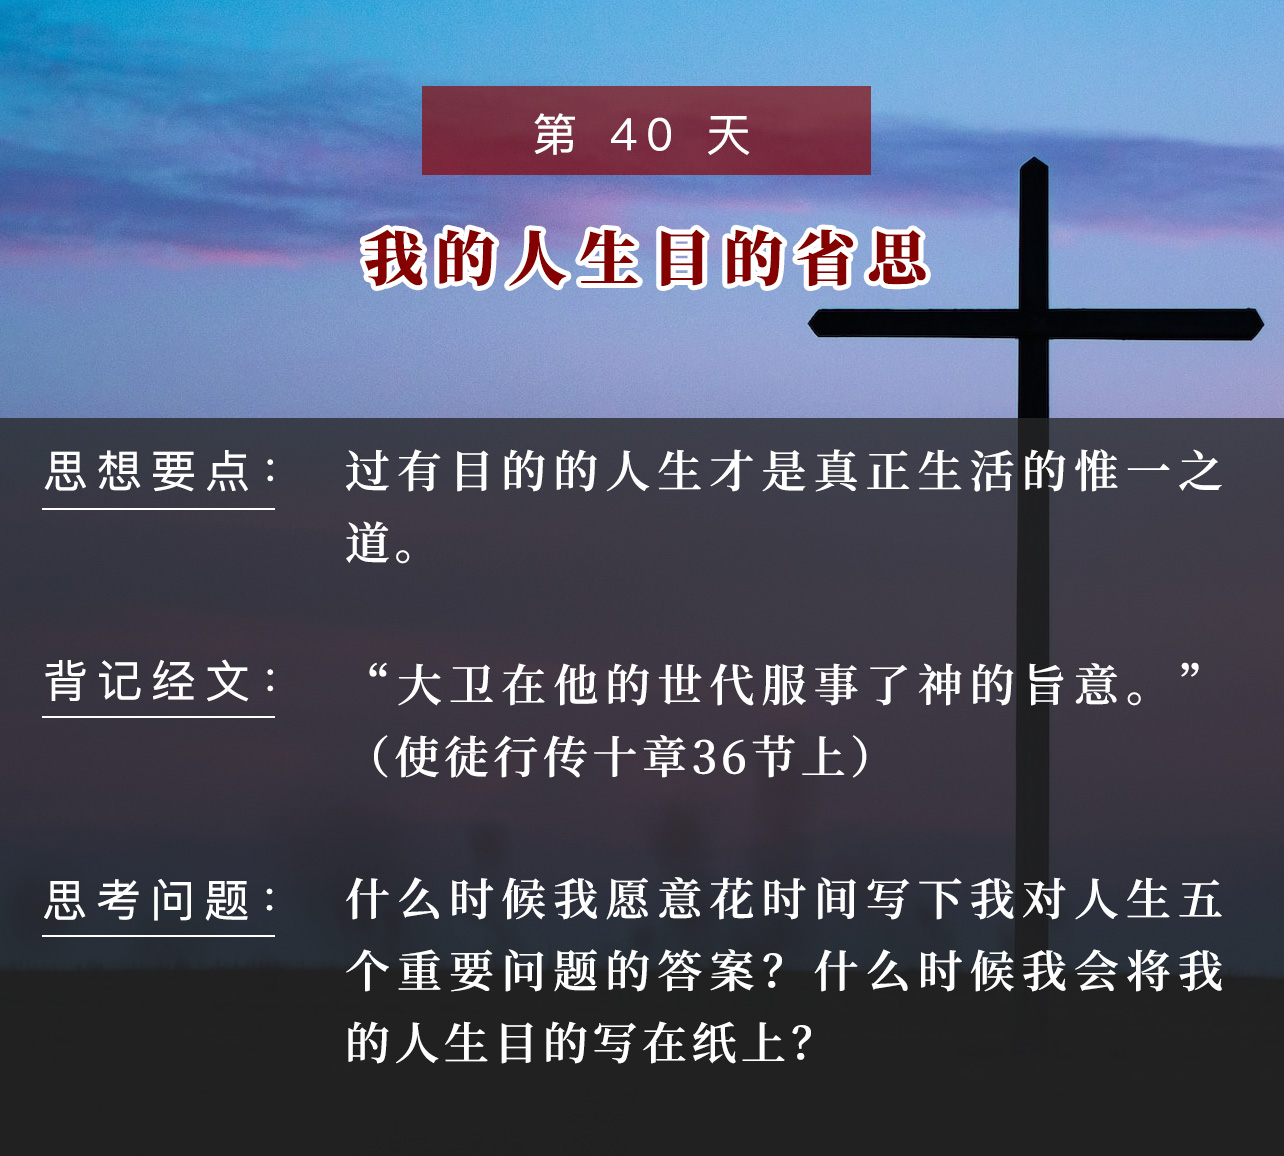 第 40 天
我的人生目的省思
思想要点：
过有目的的人生才是真正生活的惟一之
道。
背记经文：
“大卫在他的世代服事了神的旨意。”
（使徒行传十章36节上）
思考问题：
什么时候我愿意花时间写下我对人生五
个重要问题的答案？什么时候我会将我
的人生目的写在纸上？